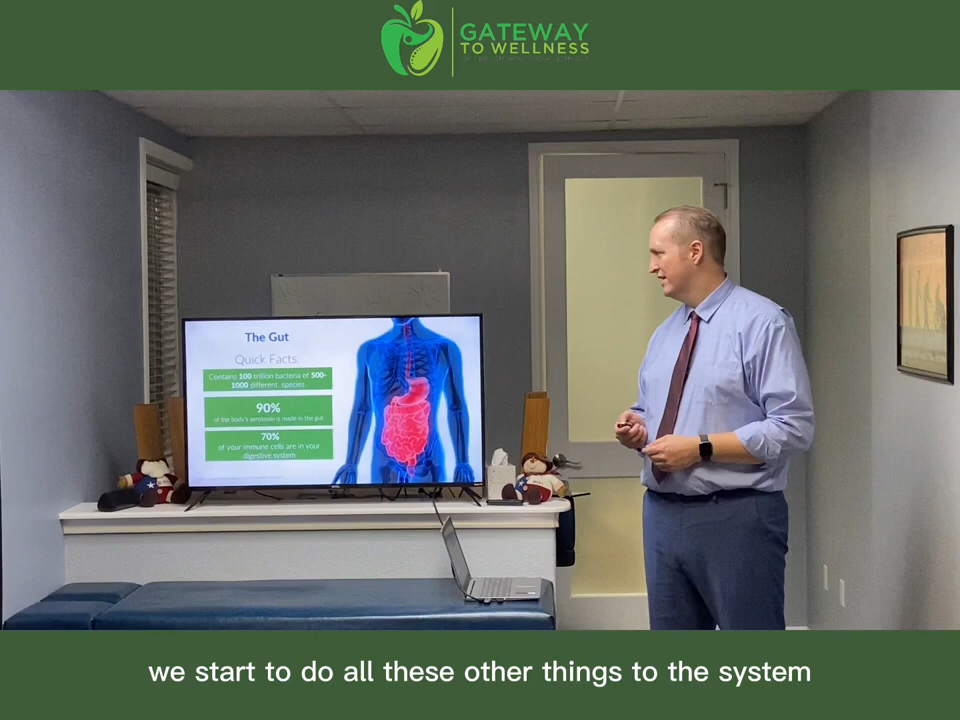 GATEWAY
TO WELLNESS
The Gut
Quick Facts.
Contains 100 trillion bacteria of 500-
1000 different species
90%
of the body's serotonin is made in the gut
70%
of your immune cells are in your
digestive system
we start to do all these other things to the system